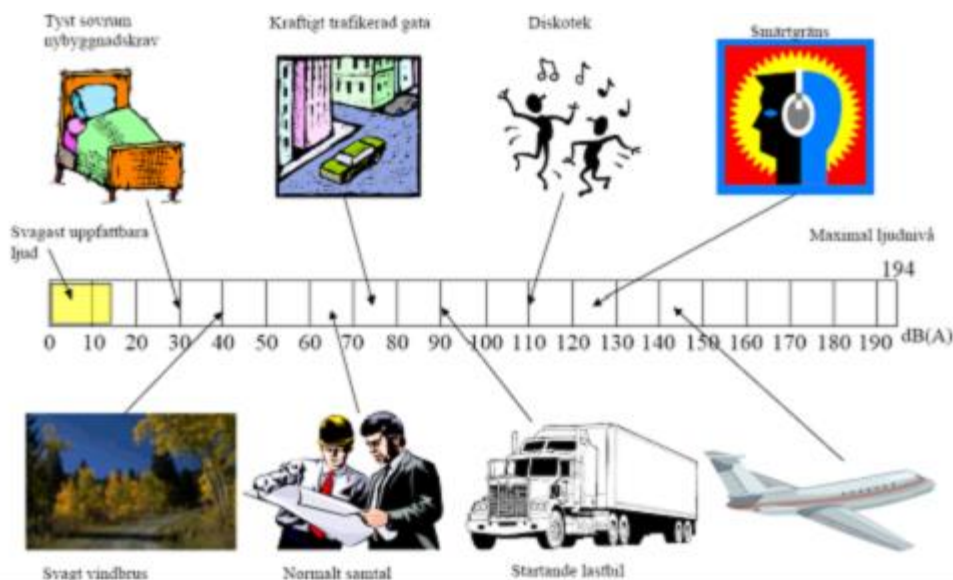 Tyst sovrum
nybyggnadskrav
Kraftigt trafikerad gata
Diskotek
Smärtgräns
Svagast uppfattbara
ljud
Maximal ljudnivå
194
0 10 20 30 40 50 60 70 80 90 100 110 120 130 140 150 160 170 180 190 dB(A)
Svagt vindbrus
Normalt samtal
Startande lastbil